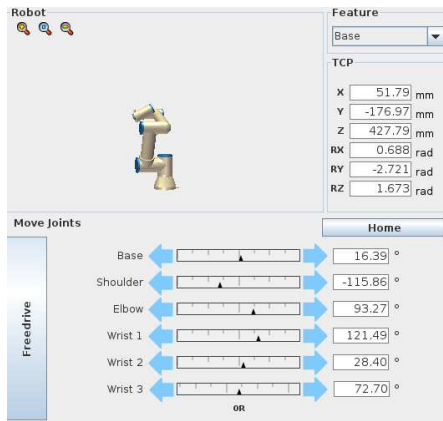 Robot
Feature
Base
TCP
X 51.79 mm
Y -176.97 mm
Z 427.79 mm
RX 0.688 rad
RY -2.721 rad
RZ 1.673 rad
Move Joints
Home
Freedrive
Base 16.39 °
Shoulder -115.86 °
Elbow 93.27 °
Wrist 1 121.49 °
Wrist 2 28.40 °
Wrist 3 72.70 °
OR